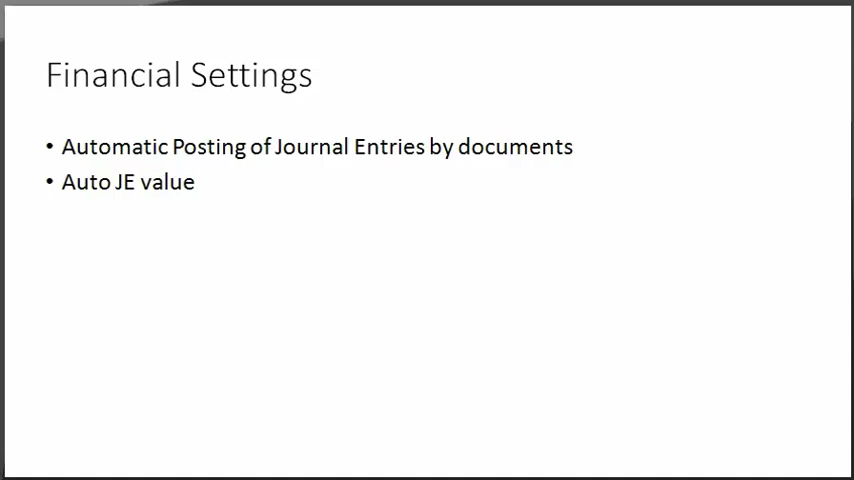 Financial Settings
• Automatic Posting of Journal Entries by documents
• Auto JE value